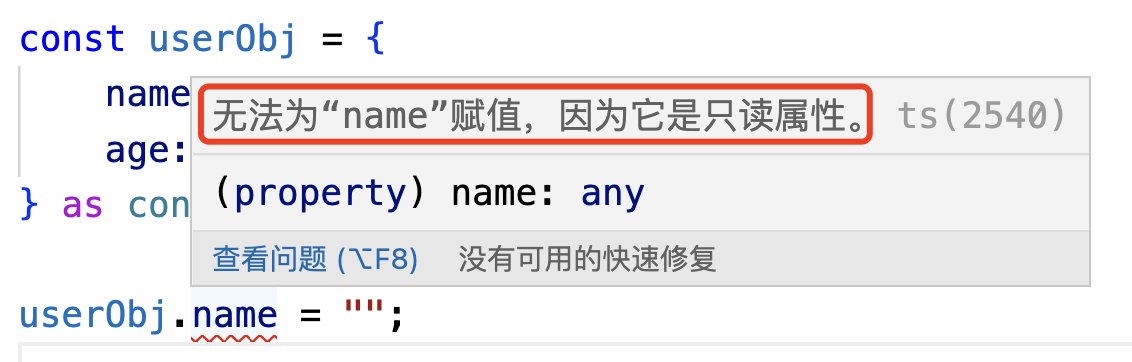 const userObj = {
name
无法为“name”赋值，因为它是只读属性。 ts(2540)
age:
(property) name: any
} as con
查看问题 (⌥F8) 没有可用的快速修复
userObj.name = "";